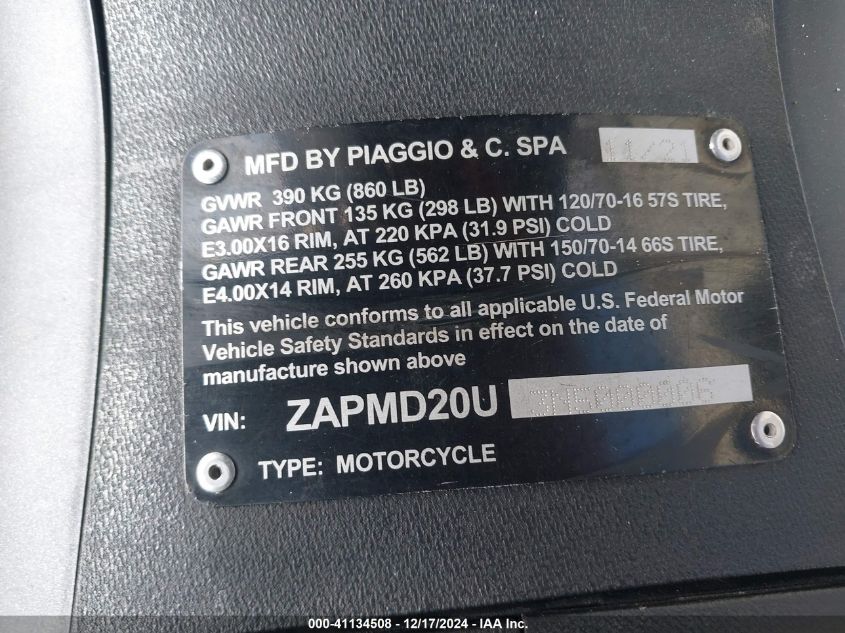 MFD BY PIAGGIO & C. SPA 11/21
GVWR 390 KG (860 LB)
GAWR FRONT 135 KG (298 LB) WITH 120/70-16 57S TIRE,
E3.00X16 RIM, AT 220 KPA (31.9 PSI) COLD
GAWR REAR 255 KG (562 LB) WITH 150/70-14 66S TIRE,
E4.00X14 RIM, AT 260 KPA (37.7 PSI) COLD
This vehicle conforms to all applicable U.S. Federal Motor
Vehicle Safety Standards in effect on the date of
manufacture shown above
VIN: ZAPMD20U 3N5000006
TYPE: MOTORCYCLE
000-41134508 - 12/17/2024 - IAA Inc.